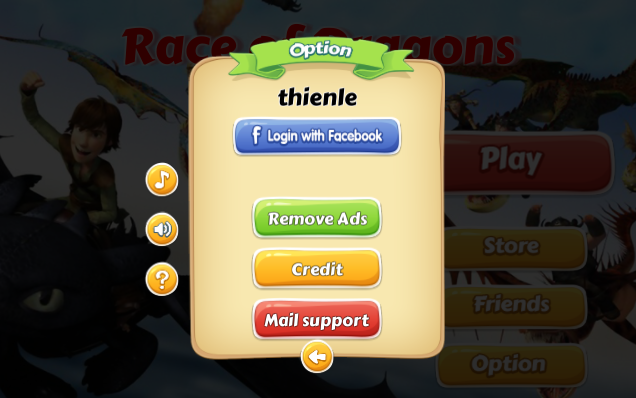 Race of Dragons
Option
thienle
f Login with Facebook
Remove Ads
Credit
Mail support
?
Play
Store
Friends
Option